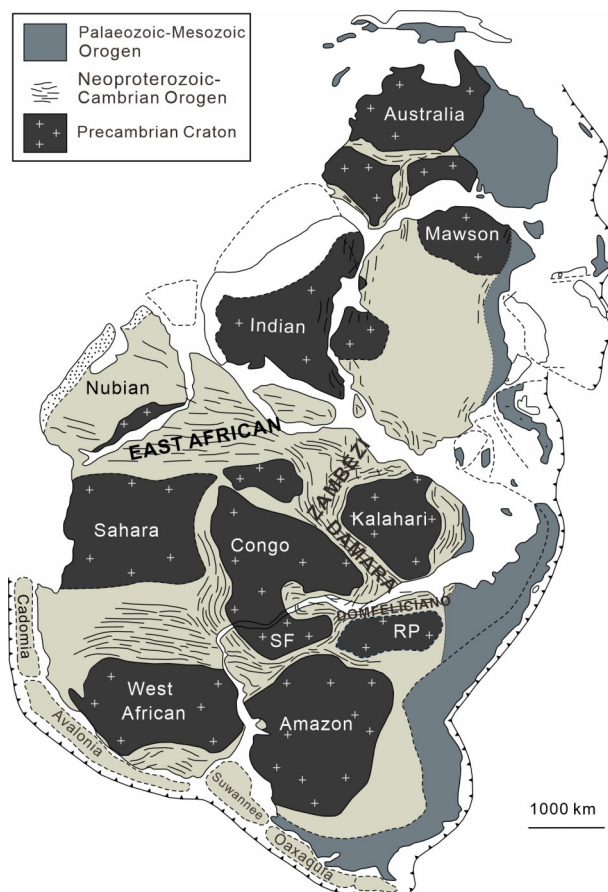 Palaeozoic-Mesozoic
Orogen
Neoproterozoic-
Cambrian Orogen
Precambrian Craton
Australia
Mawson
Indian
Nubian
EAST AFRICAN
ZAMBEZI
Sahara
Kalahari
Congo
DAMARA
DOMFELICIANO
Cadomia
SF
RP
West
African
Amazon
Avalonia
Suwannee
Oaxaquia
1000 km